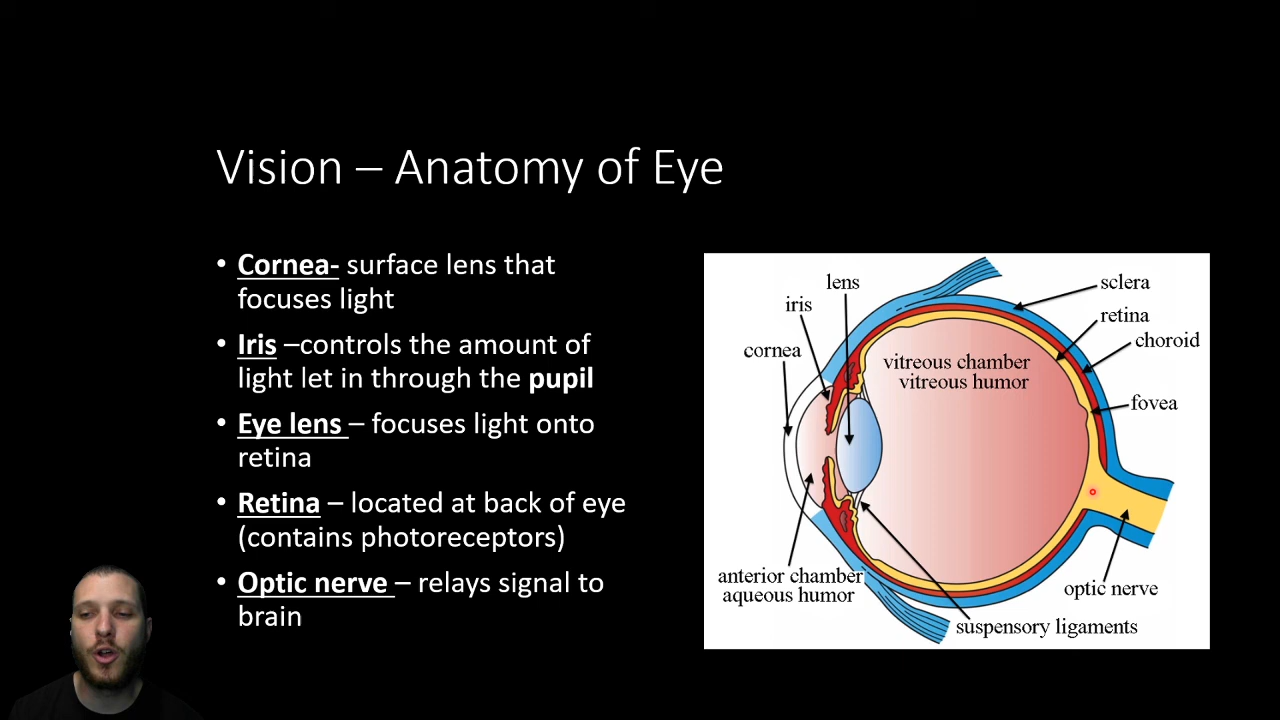 Vision – Anatomy of Eye
• Cornea- surface lens that
focuses light
• Iris –controls the amount of
light let in through the pupil
• Eye lens – focuses light onto
retina
• Retina – located at back of eye
(contains photoreceptors)
• Optic nerve – relays signal to
brain
lens
iris
cornea
sclera
retina
choroid
vitreous chamber
vitreous humor
fovea
anterior chamber
aqueous humor
optic nerve
suspensory ligaments